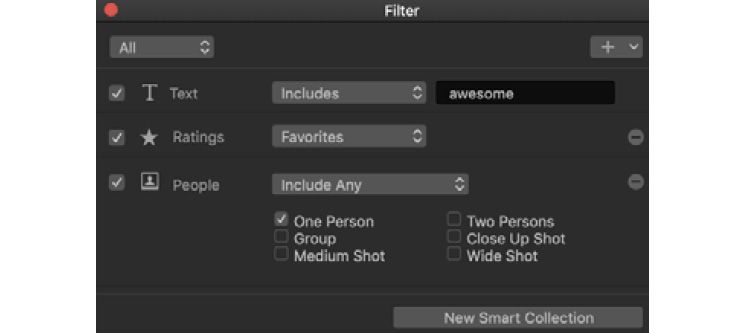 Filter
All
Text Includes awesome
Ratings Favorites
People Include Any
One Person Two Persons
Group Close Up Shot
Medium Shot Wide Shot
New Smart Collection